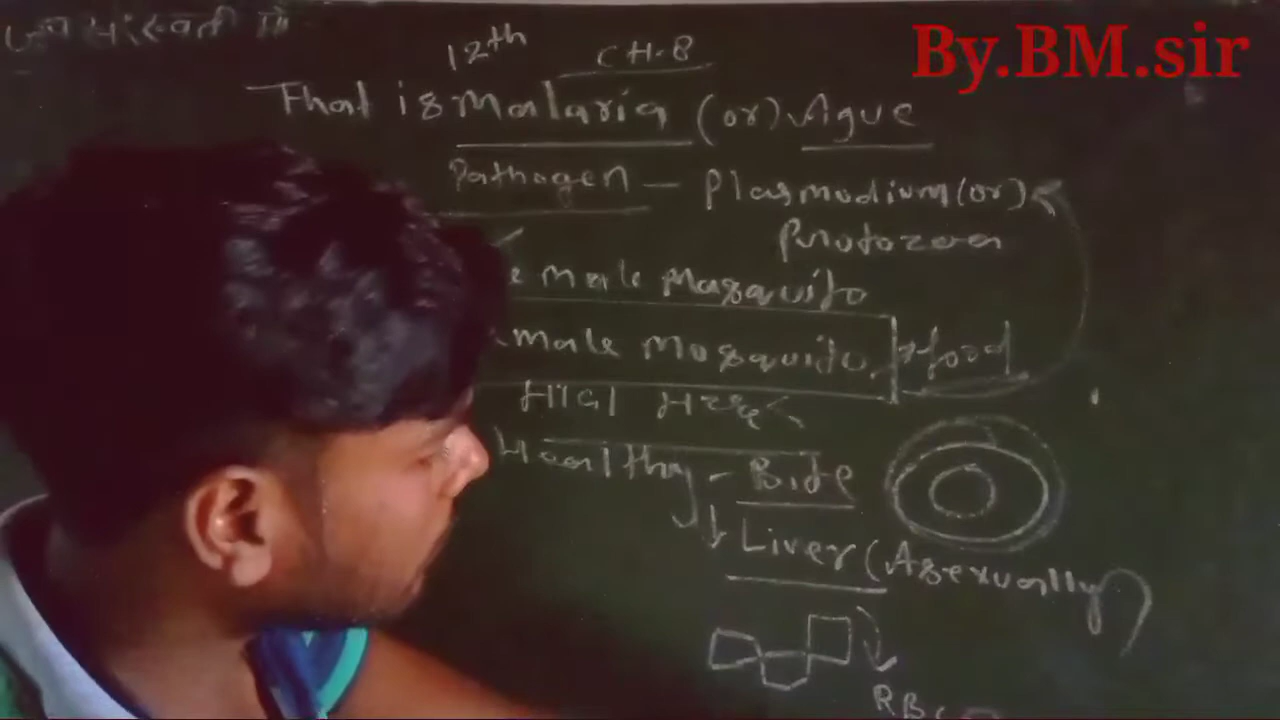 By.BM.sir
12th CH-8
That is Malaria (or) Ague
Pathogen - Plasmodium (or)
Protozoa
male Mosquito
male Mosquito → food
Healthy - Bite
↓ Liver (Asexually)
RBC